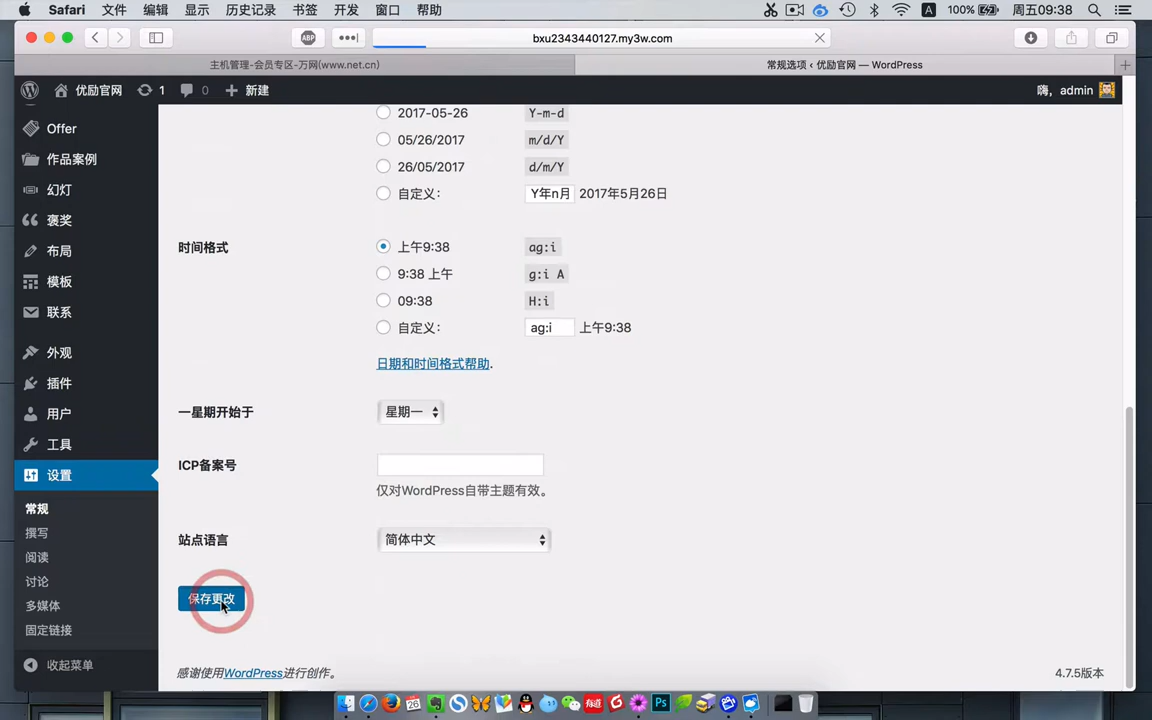 Safari 文件 编辑 显示 历史记录 书签 开发 窗口 帮助 A 100% 周五09:38
ABP bxu2343440127.my3w.com
主机管理-会员专区-万网(www.net.cn) 常规选项 ‹ 优励官网 — WordPress
优励官网 1 0 新建 嗨，admin
Offer
作品案例
幻灯
褒奖
布局
模板
联系
外观
插件
用户
工具
设置
常规
撰写
阅读
讨论
多媒体
固定链接
收起菜单
2017-05-26 Y-m-d
05/26/2017 m/d/Y
26/05/2017 d/m/Y
自定义： Y年n月 2017年5月26日
时间格式 上午9:38 ag:i
9:38 上午 g:i A
09:38 H:i
自定义： ag:i 上午9:38
日期和时间格式帮助.
一星期开始于 星期一
ICP备案号
仅对WordPress自带主题有效。
站点语言 简体中文
保存更改
感谢使用WordPress进行创作。 4.7.5版本
26 有道 Ps